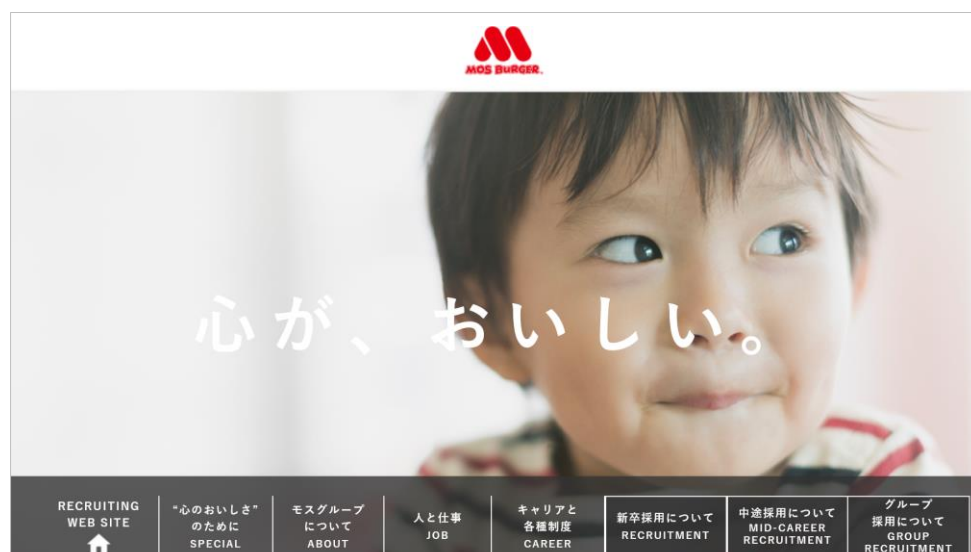 MOS BURGER.
心が、おいしい。
RECRUITING
WEB SITE
“心のおいしさ”
のために
SPECIAL
モスグループ
について
ABOUT
人と仕事
JOB
キャリアと
各種制度
CAREER
新卒採用について
RECRUITMENT
中途採用について
MID-CAREER
RECRUITMENT
グループ
採用について
GROUP
RECRUITMENT